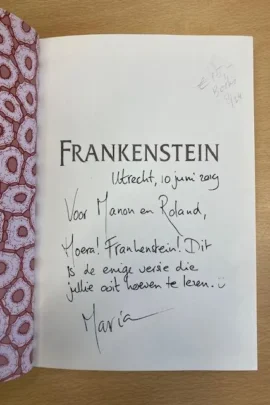 FRANKENSTEIN
Utrecht, 10 juni 2019
Voor Manon en Roland,
Hoera! Frankenstein! Dit
is de enige versie die
jullie ooit hoeven te lezen.
Maria